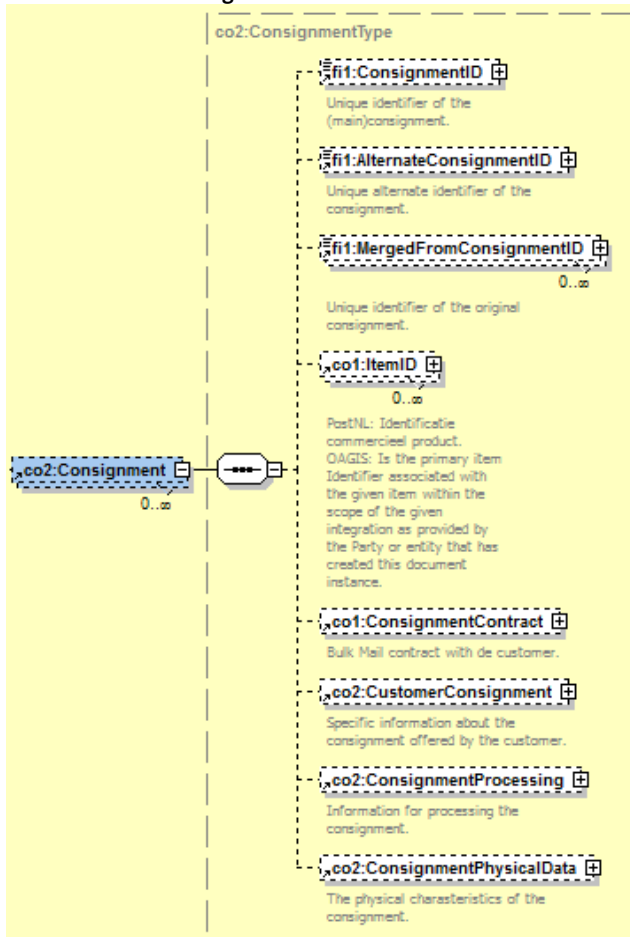 co2:ConsignmentType
fi1:ConsignmentID
Unique identifier of the
(main)consignment.
fi1:AlternateConsignmentID
Unique alternate identifier of the
consignment.
fi1:MergedFromConsignmentID
0..∞
Unique identifier of the original
consignment.
co1:ItemID
0..∞
PostNL: Identificatie
commercieel product.
OAGIS: Is the primary item
Identifier associated with
the given item within the
scope of the given
integration as provided by
the Party or entity that has
created this document
instance.
co2:Consignment
0..∞
co1:ConsignmentContract
Bulk Mail contract with de customer.
co2:CustomerConsignment
Specific information about the
consignment offered by the customer.
co2:ConsignmentProcessing
Information for processing the
consignment.
co2:ConsignmentPhysicalData
The physical charasteristics of the
consignment.